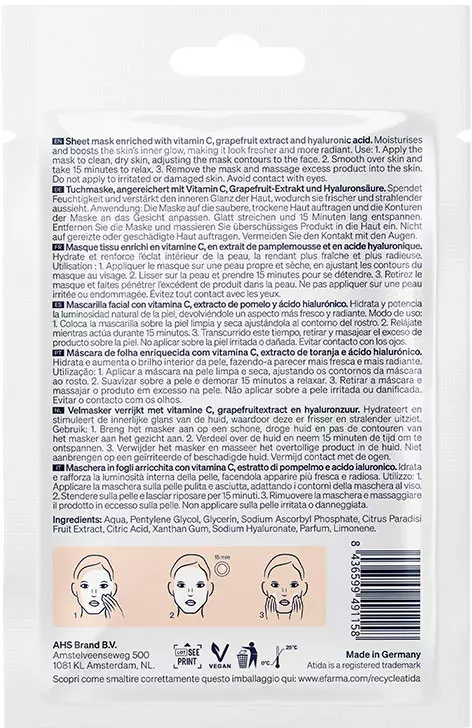 EN Sheet mask enriched with vitamin C, grapefruit extract and hyaluronic acid. Moisturises
and boosts the skin's inner glow, making it look fresher and more radiant. Use: 1. Apply the
mask to clean, dry skin, adjusting the mask contours to the face. 2. Smooth over skin and
take 15 minutes to relax. 3. Remove the mask and massage excess product into the skin.
Do not apply to irritated or damaged skin. Avoid contact with eyes.
DE Tuchmaske, angereichert mit Vitamin C, Grapefruit-Extrakt und Hyaluronsäure. Spendet
Feuchtigkeit und verstärkt den inneren Glanz der Haut, wodurch sie frischer und strahlender
aussieht. Anwendung: Die Maske auf die saubere, trockene Haut auftragen und die Konturen
der Maske an das Gesicht anpassen. Glatt streichen und 15 Minuten lang entspannen.
Entfernen Sie die Maske und massieren Sie überschüssiges Produkt in die Haut ein. Nicht
auf gereizte oder geschädigte Haut auftragen. Vermeiden Sie den Kontakt mit den Augen.
FR Masque tissu enrichi en vitamine C, en extrait de pamplemousse et en acide hyaluronique.
Hydrate et renforce l'éclat intérieur de la peau, la rendant plus fraîche et plus radieuse.
Utilisation : 1. Appliquer le masque sur une peau propre et sèche, en ajustant les contours du
masque au visage. 2. Lisser la peau et prendre 15 minutes pour se détendre. 3. Retirez le
masque et faites pénétrer l'excédent de produit dans la peau. Ne pas appliquer sur une peau
irritée ou endommagée. Évitez tout contact avec les yeux.
ES Mascarilla facial con vitamina C, extracto de pomelo y ácido hialurónico. Hidrata y potencia
la luminosidad natural de la piel, devolviéndole un aspecto más fresco y radiante. Modo de uso:
1. Coloca la mascarilla sobre la piel limpia y seca ajustándola al contorno del rostro. 2. Relájate
mientras actúa durante 15 minutos. 3. Transcurrido este tiempo, retirar y masajear el exceso de
producto sobre la piel. No aplicar sobre la piel irritada o dañada. Evitar contacto con los ojos.
PT Máscara de folha enriquecida com vitamina C, extracto de toranja e ácido hialurónico.
Hidrata e aumenta o brilho interior da pele, fazendo-a parecer mais fresca e mais radiante.
Utilização: 1. Aplicar a máscara na pele limpa e seca, ajustando os contornos da máscara
ao rosto. 2. Suavizar sobre a pele e demorar 15 minutos a relaxar. 3. Retirar a máscara e
massajar o produto em excesso na pele. Não aplicar sobre a pele irritada ou danificada.
Evitar o contacto com os olhos.
NL Velmasker verrijkt met vitamine C, grapefruitextract en hyaluronzuur. Hydrateert en
stimuleert de innerlijke glans van de huid, waardoor deze er frisser en stralender uitziet.
Gebruik: 1. Breng het masker aan op een schone, droge huid en pas de contouren van
het masker aan het gezicht aan. 2. Verdeel over de huid en neem 15 minuten de tijd om te
ontspannen. 3. Verwijder het masker en masseer het overtollige product in de huid. Niet
aanbrengen op een geïrriteerde of beschadigde huid. Vermijd contact met de ogen.
IT Maschera in fogli arricchita con vitamina C, estratto di pompelmo e acido ialuronico. Idrata
e rafforza la luminosità interna della pelle, facendola apparire più fresca e radiosa. Utilizzo: 1.
Applicare la maschera sulla pelle pulita e asciutta, adattando i contorni della maschera al viso.
2. Stendere sulla pelle e lasciar riposare per 15 minuti. 3. Rimuovere la maschera e massaggiare
il prodotto in eccesso sulla pelle. Non applicare sulla pelle irritata o danneggiata.
Ingredients: Aqua, Pentylene Glycol, Glycerin, Sodium Ascorbyl Phosphate, Citrus Paradisi
Fruit Extract, Citric Acid, Xanthan Gum, Sodium Hyaluronate, Parfum, Limonene.
1
2
15 min
3
8 436599 491158
AHS Brand B.V.
Amstelveenseweg 500
1081 KL Amsterdam, NL.
LOT SEE
PRINT
VEGAN
0°C
25°C
Made in Germany
Atida is a registered trademark
Scopri come smaltire correttamente questo imballaggio qui: www.efarma.com/recycleatida